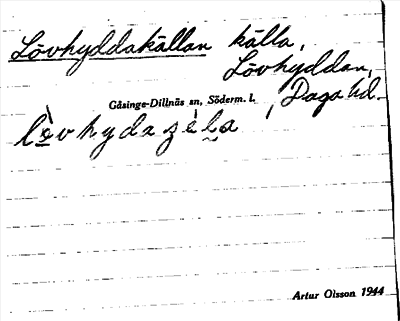 Lövhyddakällan källa,
Lövhyddan,
Gåsinge-Dillnäs sn, Söderm. l. Daga hd.
Artur Olsson 1944